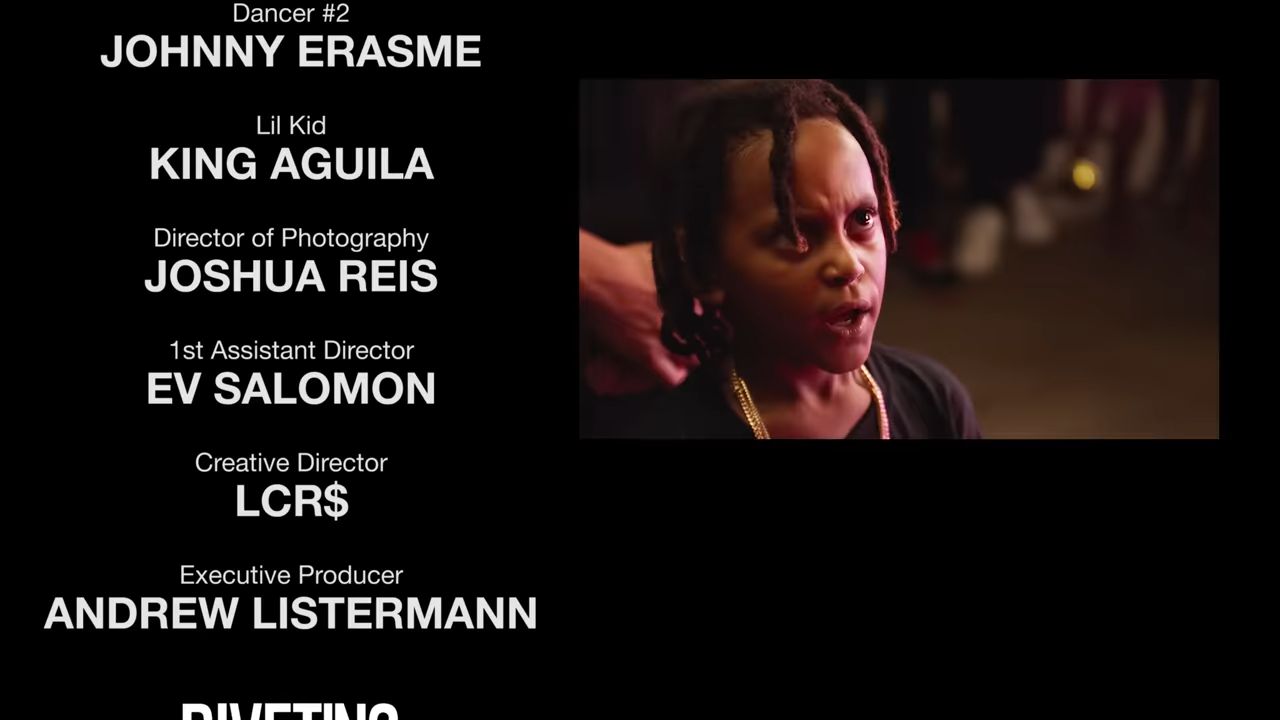 Dancer #2
JOHNNY ERASME
Lil Kid
KING AGUILA
Director of Photography
JOSHUA REIS
1st Assistant Director
EV SALOMON
Creative Director
LCR$
Executive Producer
ANDREW LISTERMANN